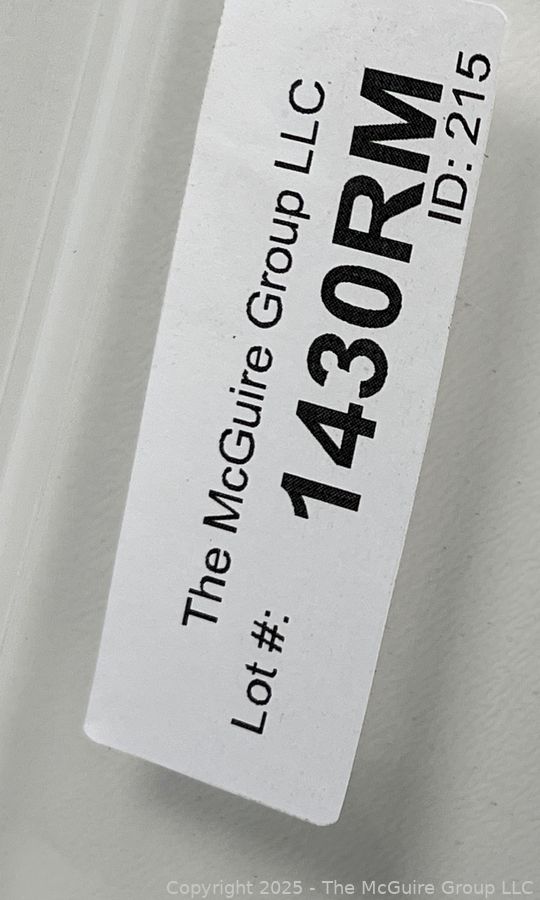 The McGuire Group LLC
Lot #: 1430RM
ID: 215
Copyright 2025 - The McGuire Group LLC